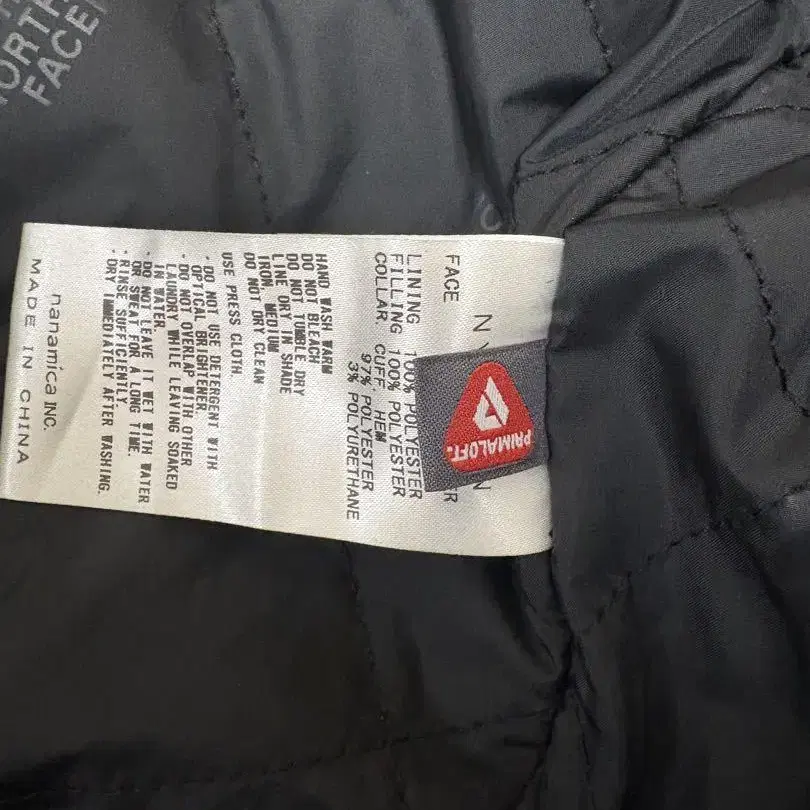 FACE
LINING 100% POLYESTER
FILLING 100% POLYESTER
COLLAR. CUFF. HEM
97% POLYESTER
3% POLYURETHANE
HAND WASH WARM
DO NOT BLEACH
DO NOT TUMBLE DRY
LINE DRY IN SHADE
IRON, MEDIUM
DO NOT DRY CLEAN
USE PRESS CLOTH.
・DO NOT USE DETERGENT WITH
OPTICAL BRIGHTENER.
・DO NOT OVERLAP WITH OTHER
LAUNDRY WHILE LEAVING SOAKED
IN WATER.
・DO NOT LEAVE IT WET WITH WATER
OR SWEAT FOR A LONG TIME.
・RINSE SUFFICIENTLY.
・DRY IMMEDIATELY AFTER WASHING.
nanamica INC.
MADE IN CHINA
PRIMALOFT.
NORTH
FACE